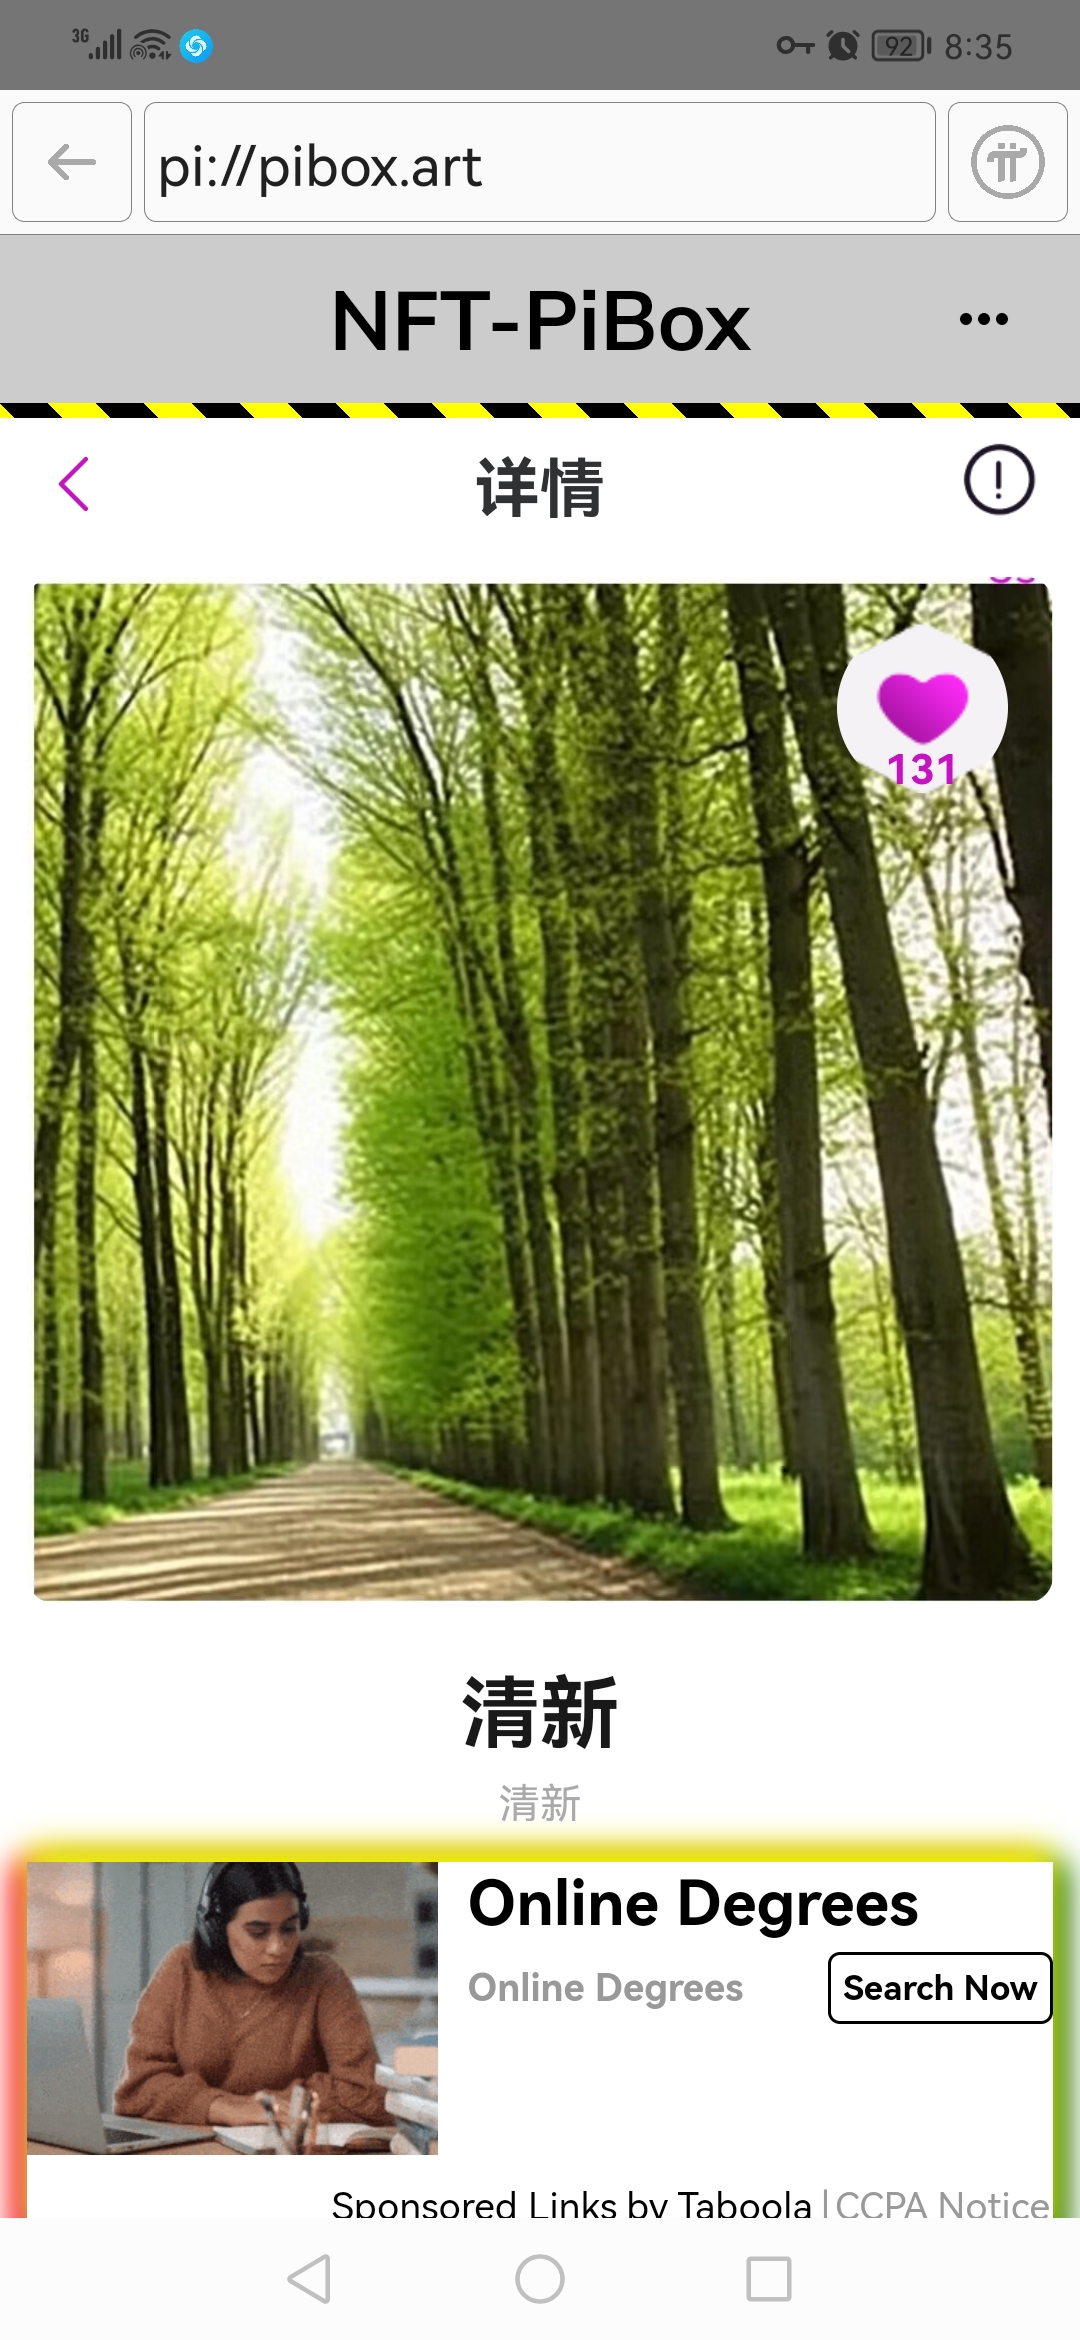 3G 92 8:35
pi://pibox.art
NFT-PiBox
详情
131
清新
清新
Online Degrees
Online Degrees Search Now
Sponsored Links by Taboola | CCPA Notice